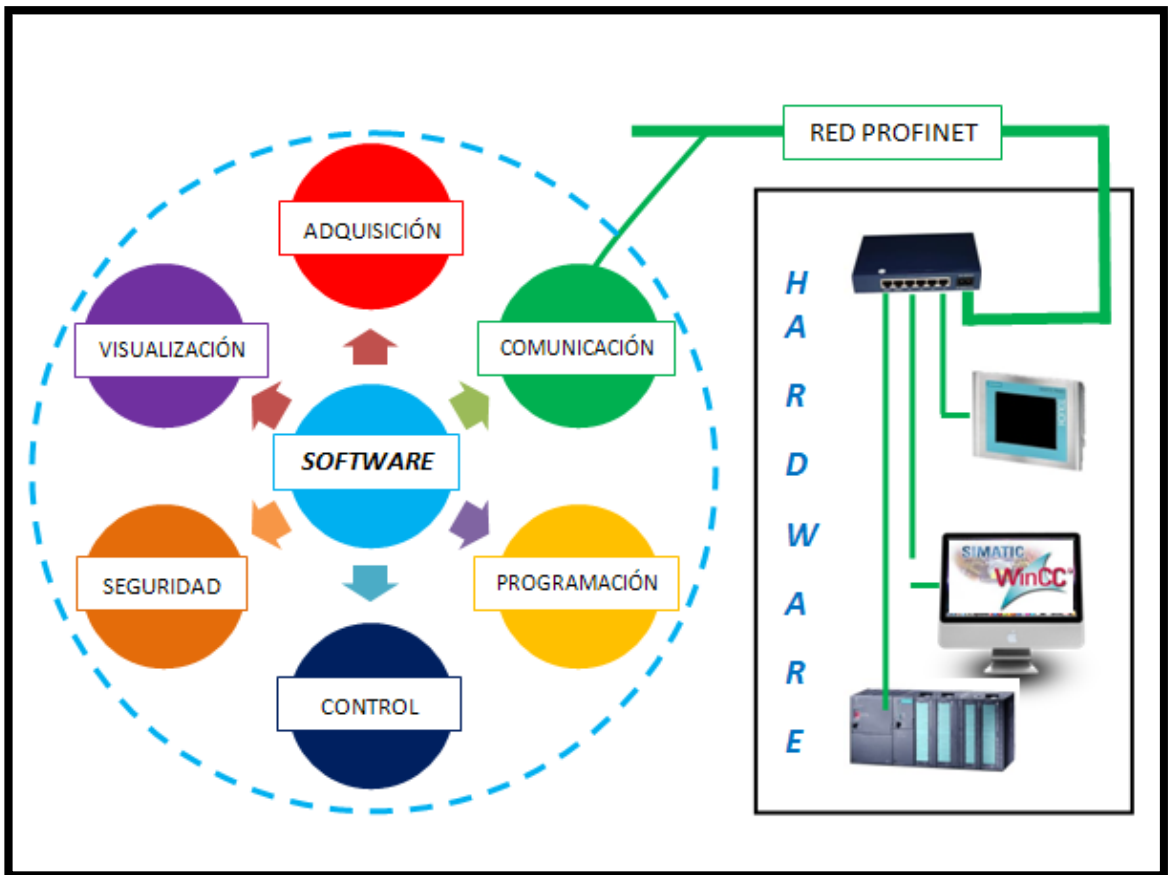 RED PROFINET
ADQUISICIÓN
VISUALIZACIÓN
COMUNICACIÓN
SOFTWARE
SEGURIDAD
PROGRAMACIÓN
CONTROL
H
A
R
D
W
A
R
E
SIMATIC
WinCC